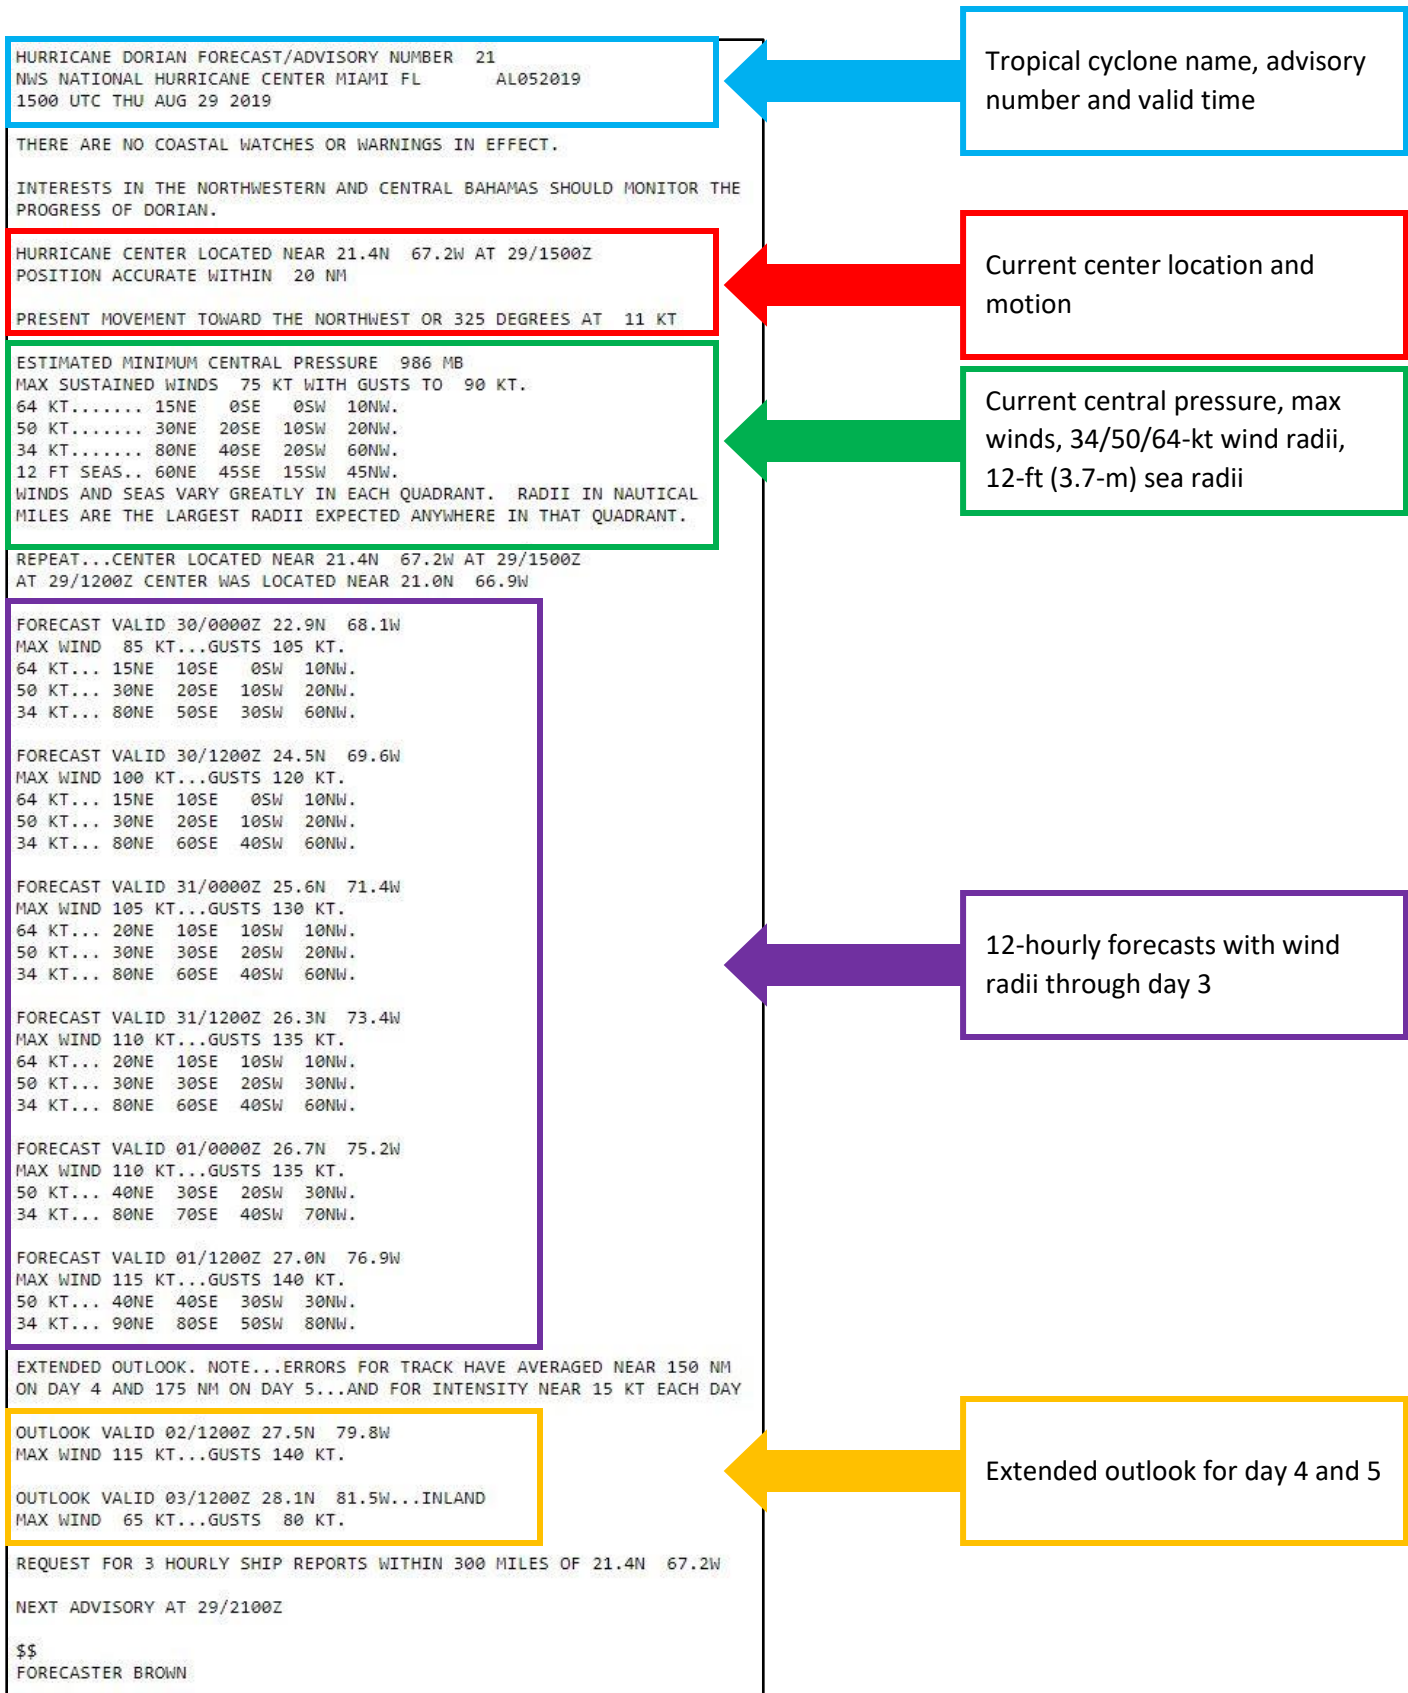 HURRICANE DORIAN FORECAST/ADVISORY NUMBER  21
NWS NATIONAL HURRICANE CENTER MIAMI FL       AL052019
1500 UTC THU AUG 29 2019
Tropical cyclone name, advisory
number and valid time
THERE ARE NO COASTAL WATCHES OR WARNINGS IN EFFECT.
INTERESTS IN THE NORTHWESTERN AND CENTRAL BAHAMAS SHOULD MONITOR THE
PROGRESS OF DORIAN.
HURRICANE CENTER LOCATED NEAR 21.4N  67.2W AT 29/1500Z
POSITION ACCURATE WITHIN  20 NM
PRESENT MOVEMENT TOWARD THE NORTHWEST OR 325 DEGREES AT  11 KT
Current center location and
motion
ESTIMATED MINIMUM CENTRAL PRESSURE  986 MB
MAX SUSTAINED WINDS  75 KT WITH GUSTS TO  90 KT.
64 KT....... 15NE   0SE   0SW  10NW.
50 KT....... 30NE  20SE  10SW  20NW.
34 KT....... 80NE  40SE  20SW  60NW.
12 FT SEAS.. 60NE  45SE  15SW  45NW.
WINDS AND SEAS VARY GREATLY IN EACH QUADRANT.  RADII IN NAUTICAL
MILES ARE THE LARGEST RADII EXPECTED ANYWHERE IN THAT QUADRANT.
Current central pressure, max
winds, 34/50/64-kt wind radii,
12-ft (3.7-m) sea radii
REPEAT...CENTER LOCATED NEAR 21.4N  67.2W AT 29/1500Z
AT 29/1200Z CENTER WAS LOCATED NEAR 21.0N  66.9W
FORECAST VALID 30/0000Z 22.9N  68.1W
MAX WIND  85 KT...GUSTS 105 KT.
64 KT... 15NE  10SE   0SW  10NW.
50 KT... 30NE  20SE  10SW  20NW.
34 KT... 80NE  50SE  30SW  60NW.
FORECAST VALID 30/1200Z 24.5N  69.6W
MAX WIND 100 KT...GUSTS 120 KT.
64 KT... 15NE  10SE   0SW  10NW.
50 KT... 30NE  20SE  10SW  20NW.
34 KT... 80NE  60SE  40SW  60NW.
FORECAST VALID 31/0000Z 25.6N  71.4W
MAX WIND 105 KT...GUSTS 130 KT.
64 KT... 20NE  10SE  10SW  10NW.
50 KT... 30NE  30SE  20SW  20NW.
34 KT... 80NE  60SE  40SW  60NW.
FORECAST VALID 31/1200Z 26.3N  73.4W
MAX WIND 110 KT...GUSTS 135 KT.
64 KT... 20NE  10SE  10SW  10NW.
50 KT... 30NE  30SE  20SW  30NW.
34 KT... 80NE  60SE  40SW  60NW.
FORECAST VALID 01/0000Z 26.7N  75.2W
MAX WIND 110 KT...GUSTS 135 KT.
50 KT... 40NE  30SE  20SW  30NW.
34 KT... 80NE  70SE  40SW  70NW.
FORECAST VALID 01/1200Z 27.0N  76.9W
MAX WIND 115 KT...GUSTS 140 KT.
50 KT... 40NE  40SE  30SW  30NW.
34 KT... 90NE  80SE  50SW  80NW.
12-hourly forecasts with wind
radii through day 3
EXTENDED OUTLOOK. NOTE...ERRORS FOR TRACK HAVE AVERAGED NEAR 150 NM
ON DAY 4 AND 175 NM ON DAY 5...AND FOR INTENSITY NEAR 15 KT EACH DAY
OUTLOOK VALID 02/1200Z 27.5N  79.8W
MAX WIND 115 KT...GUSTS 140 KT.
OUTLOOK VALID 03/1200Z 28.1N  81.5W...INLAND
MAX WIND  65 KT...GUSTS  80 KT.
Extended outlook for day 4 and 5
REQUEST FOR 3 HOURLY SHIP REPORTS WITHIN 300 MILES OF 21.4N  67.2W
NEXT ADVISORY AT 29/2100Z
$$
FORECASTER BROWN